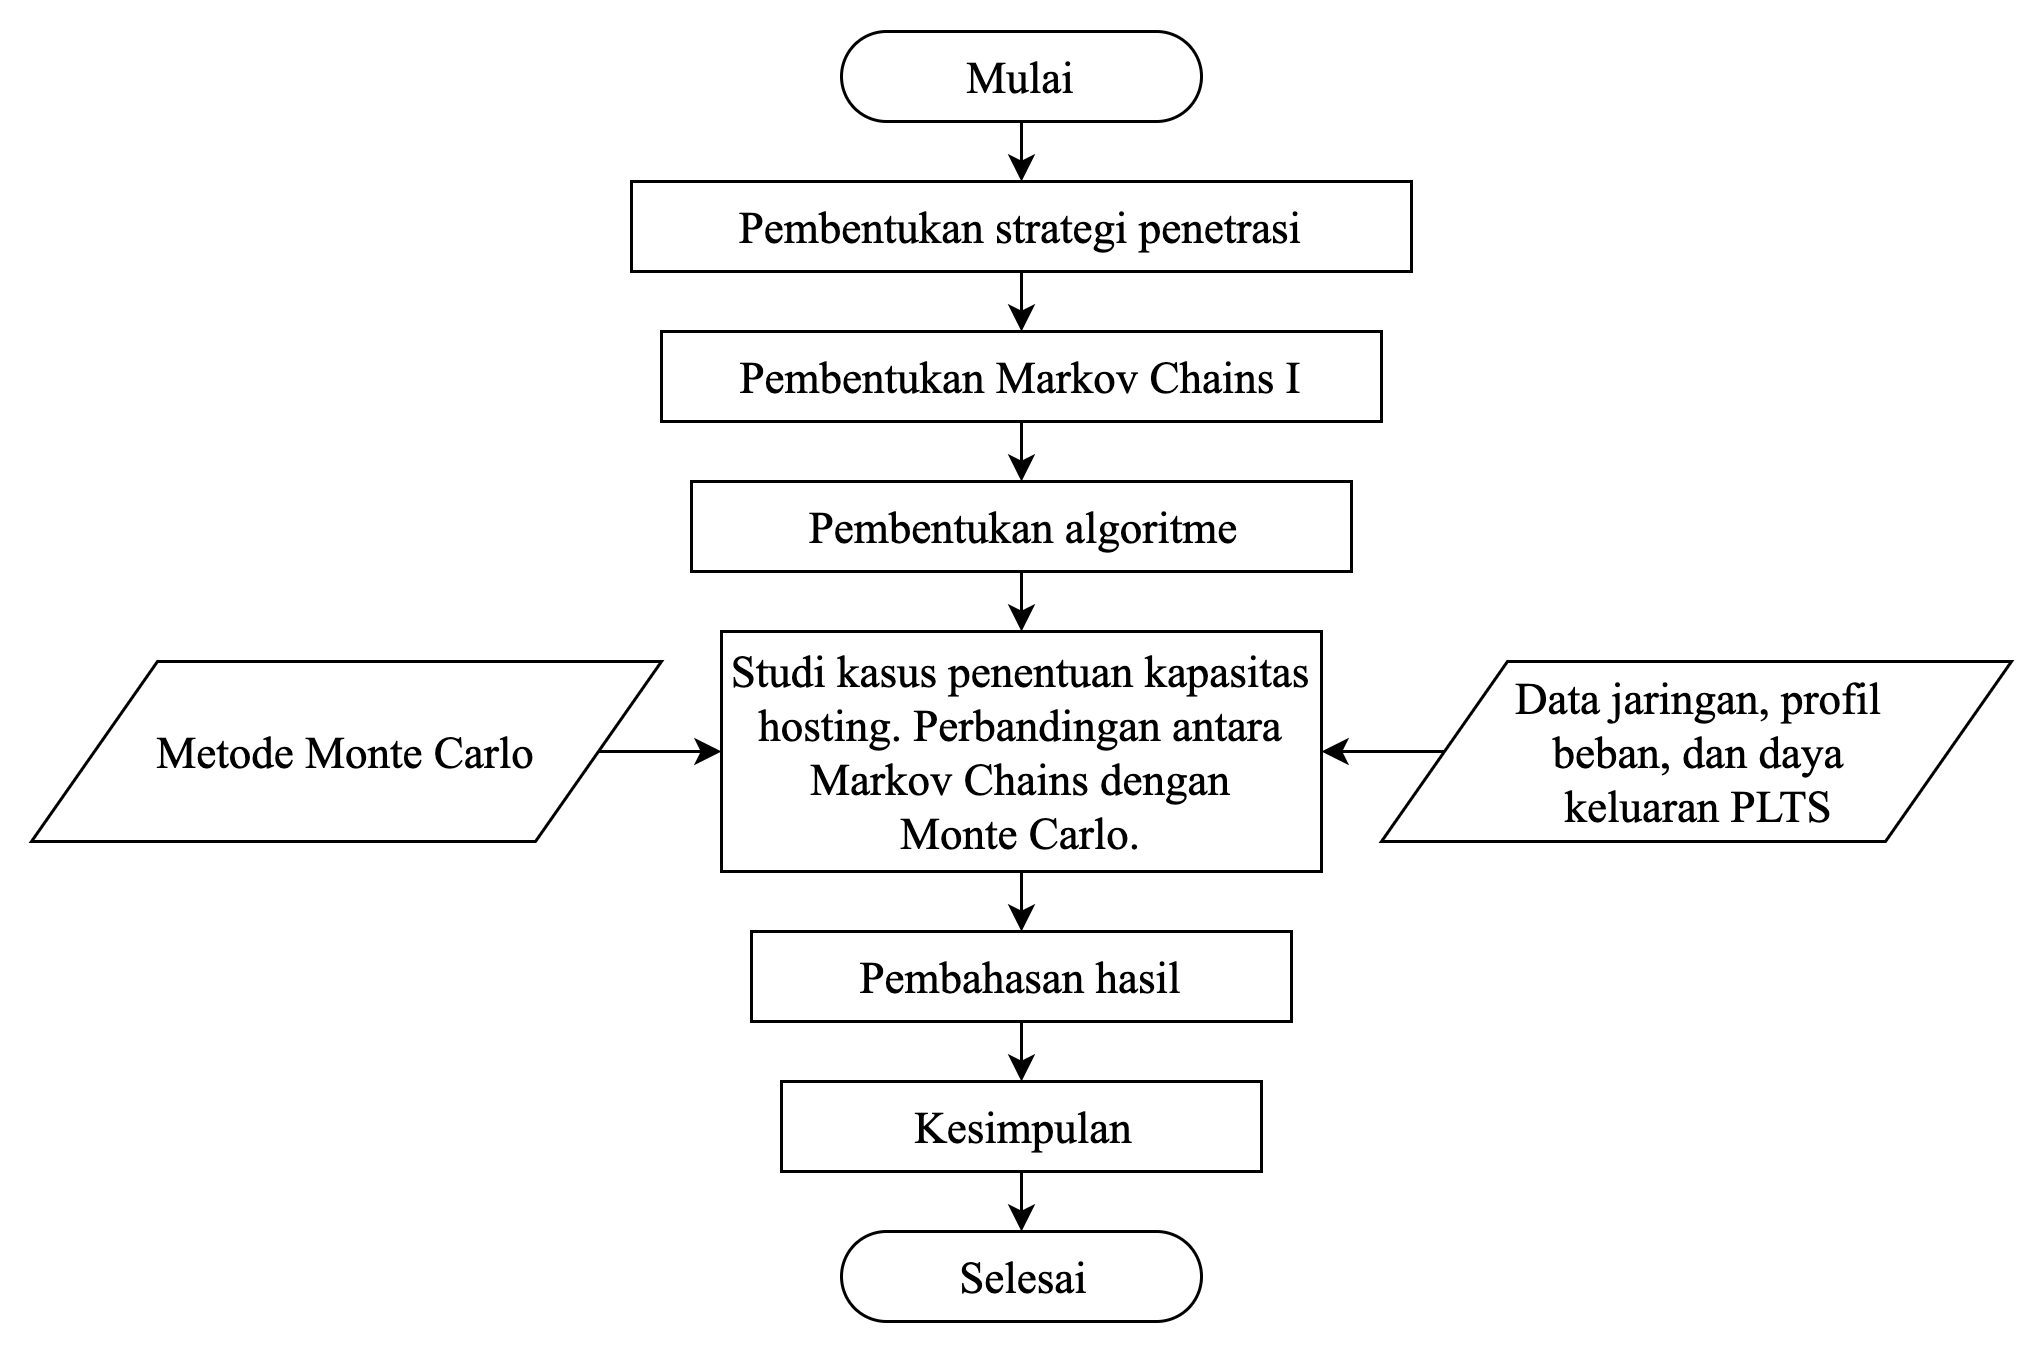 Mulai
Pembentukan strategi penetrasi
Pembentukan Markov Chains I
Pembentukan algoritme
Metode Monte Carlo
Studi kasus penentuan kapasitas
hosting. Perbandingan antara
Markov Chains dengan
Monte Carlo.
Data jaringan, profil
beban, dan daya
keluaran PLTS
Pembahasan hasil
Kesimpulan
Selesai